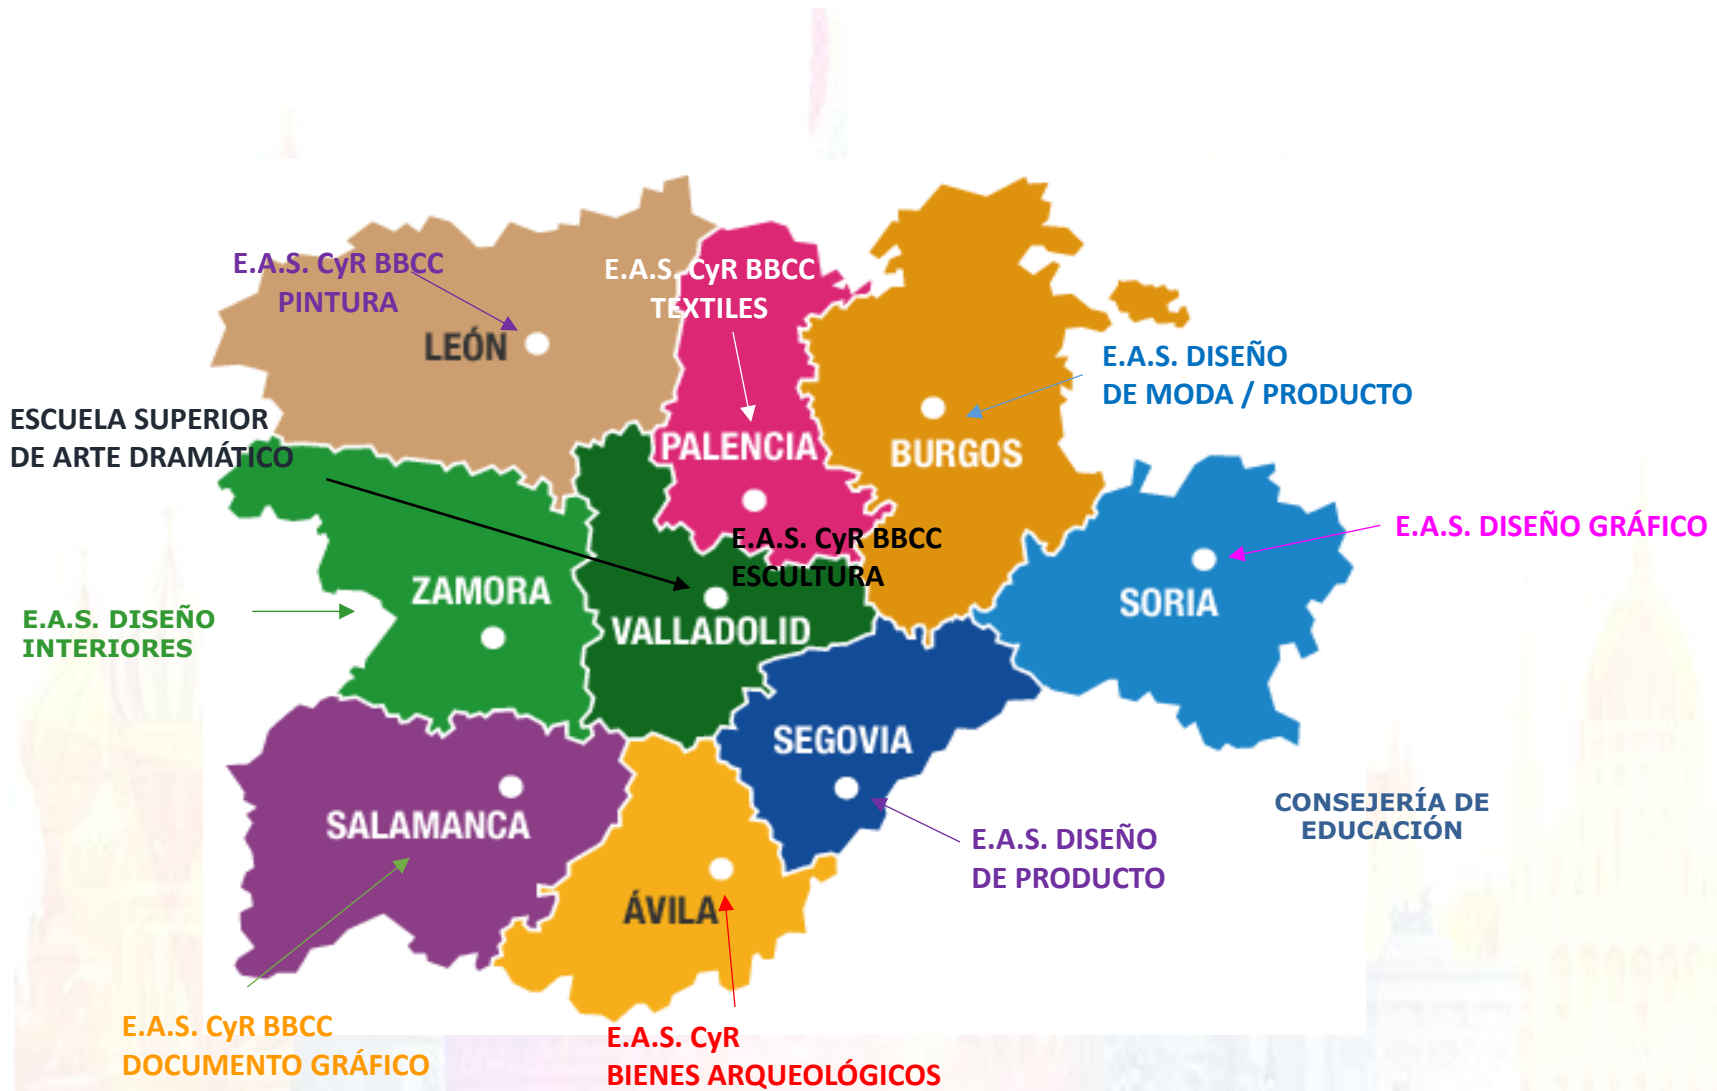 E.A.S. CyR BBCC
PINTURA
E.A.S. CyR BBCC
TEXTILES
LEÓN
E.A.S. DISEÑO
DE MODA / PRODUCTO
ESCUELA SUPERIOR
DE ARTE DRAMÁTICO
PALENCIA
BURGOS
E.A.S. DISEÑO GRÁFICO
E.A.S. CyR BBCC
ESCULTURA
ZAMORA
SORIA
E.A.S. DISEÑO
INTERIORES
VALLADOLID
SEGOVIA
SALAMANCA
CONSEJERÍA DE
EDUCACIÓN
E.A.S. DISEÑO
DE PRODUCTO
ÁVILA
E.A.S. CyR BBCC
DOCUMENTO GRÁFICO
E.A.S. CyR
BIENES ARQUEOLÓGICOS